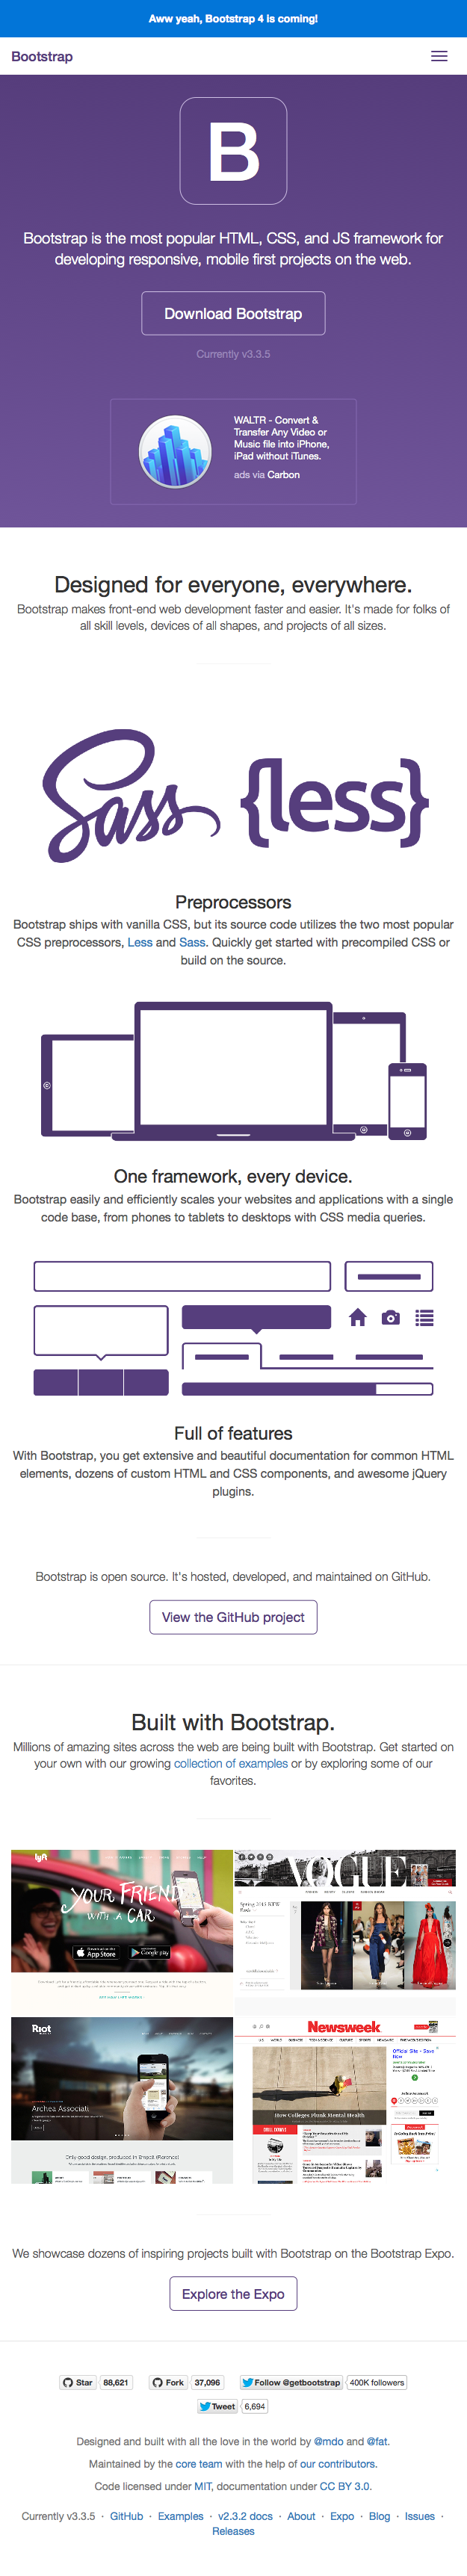 Aww yeah, Bootstrap 4 is coming!
Bootstrap
B
Bootstrap is the most popular HTML, CSS, and JS framework for
developing responsive, mobile first projects on the web.
Download Bootstrap
Currently v3.3.5
WALTR - Convert &
Transfer Any Video or
Music file into iPhone,
iPad without iTunes.
ads via Carbon
Designed for everyone, everywhere.
Bootstrap makes front-end web development faster and easier. It's made for folks of
all skill levels, devices of all shapes, and projects of all sizes.
Sass {less}
Preprocessors
Bootstrap ships with vanilla CSS, but its source code utilizes the two most popular
CSS preprocessors, Less and Sass. Quickly get started with precompiled CSS or
build on the source.
One framework, every device.
Bootstrap easily and efficiently scales your websites and applications with a single
code base, from phones to tablets to desktops with CSS media queries.
Full of features
With Bootstrap, you get extensive and beautiful documentation for common HTML
elements, dozens of custom HTML and CSS components, and awesome jQuery
plugins.
Bootstrap is open source. It's hosted, developed, and maintained on GitHub.
View the GitHub project
Built with Bootstrap.
Millions of amazing sites across the web are being built with Bootstrap. Get started on
your own with our growing collection of examples or by exploring some of our
favorites.
lyft
YOUR FRIEND
WITH A CAR
App Store
Google play
VOGUE
Spring 2015 RTW
Riot
Archea Associati
Only good design, produced in Firenze (Florence)
Newsweek
How Colleges Flunk Mental Health
We showcase dozens of inspiring projects built with Bootstrap on the Bootstrap Expo.
Explore the Expo
Star 88,621 Fork 37,096 Follow @getbootstrap 400K followers
Tweet 6,694
Designed and built with all the love in the world by @mdo and @fat.
Maintained by the core team with the help of our contributors.
Code licensed under MIT, documentation under CC BY 3.0.
Currently v3.3.5 · GitHub · Examples · v2.3.2 docs · About · Expo · Blog · Issues ·
Releases